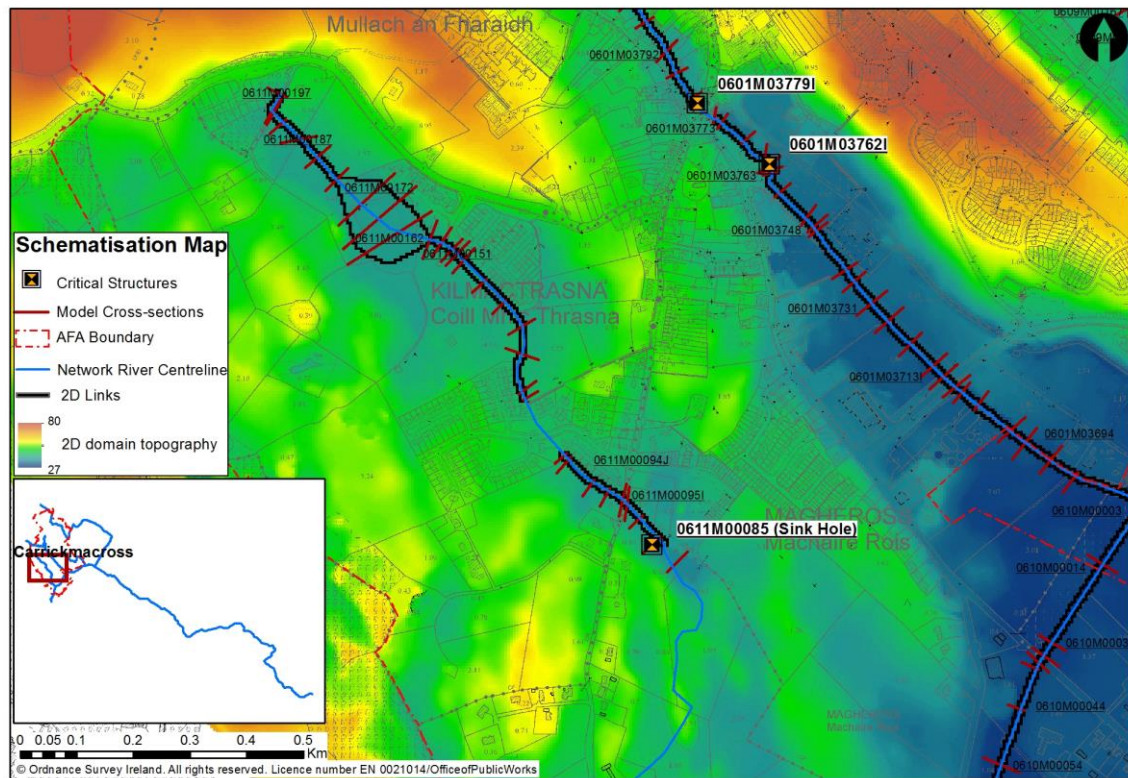 Mullach an Fharaidh
0601M03792
0601M03779I
0611M00197
0601M03773
0611M00187
0601M03762I
0601M03763
0611M00172
0611M00162
0611M00151
0601M03748
KILMACTRASNA
Coill Mhic Thrasna
0601M03731
0601M03713I
0601M03694
0611M00094J
0611M00095I
0610M00003
MAGHEROSS
Machaire Rois
0611M00085 (Sink Hole)
0610M00014
0610M0003
0610M00044
0610M00054
Schematisation Map
Critical Structures
Model Cross-sections
AFA Boundary
Network River Centreline
2D Links
80
2D domain topography
27
Carrickmacross
0 0.05 0.1 0.2 0.3 0.4 0.5
Km
© Ordnance Survey Ireland. All rights reserved. Licence number EN 0021014/OfficeofPublicWorks